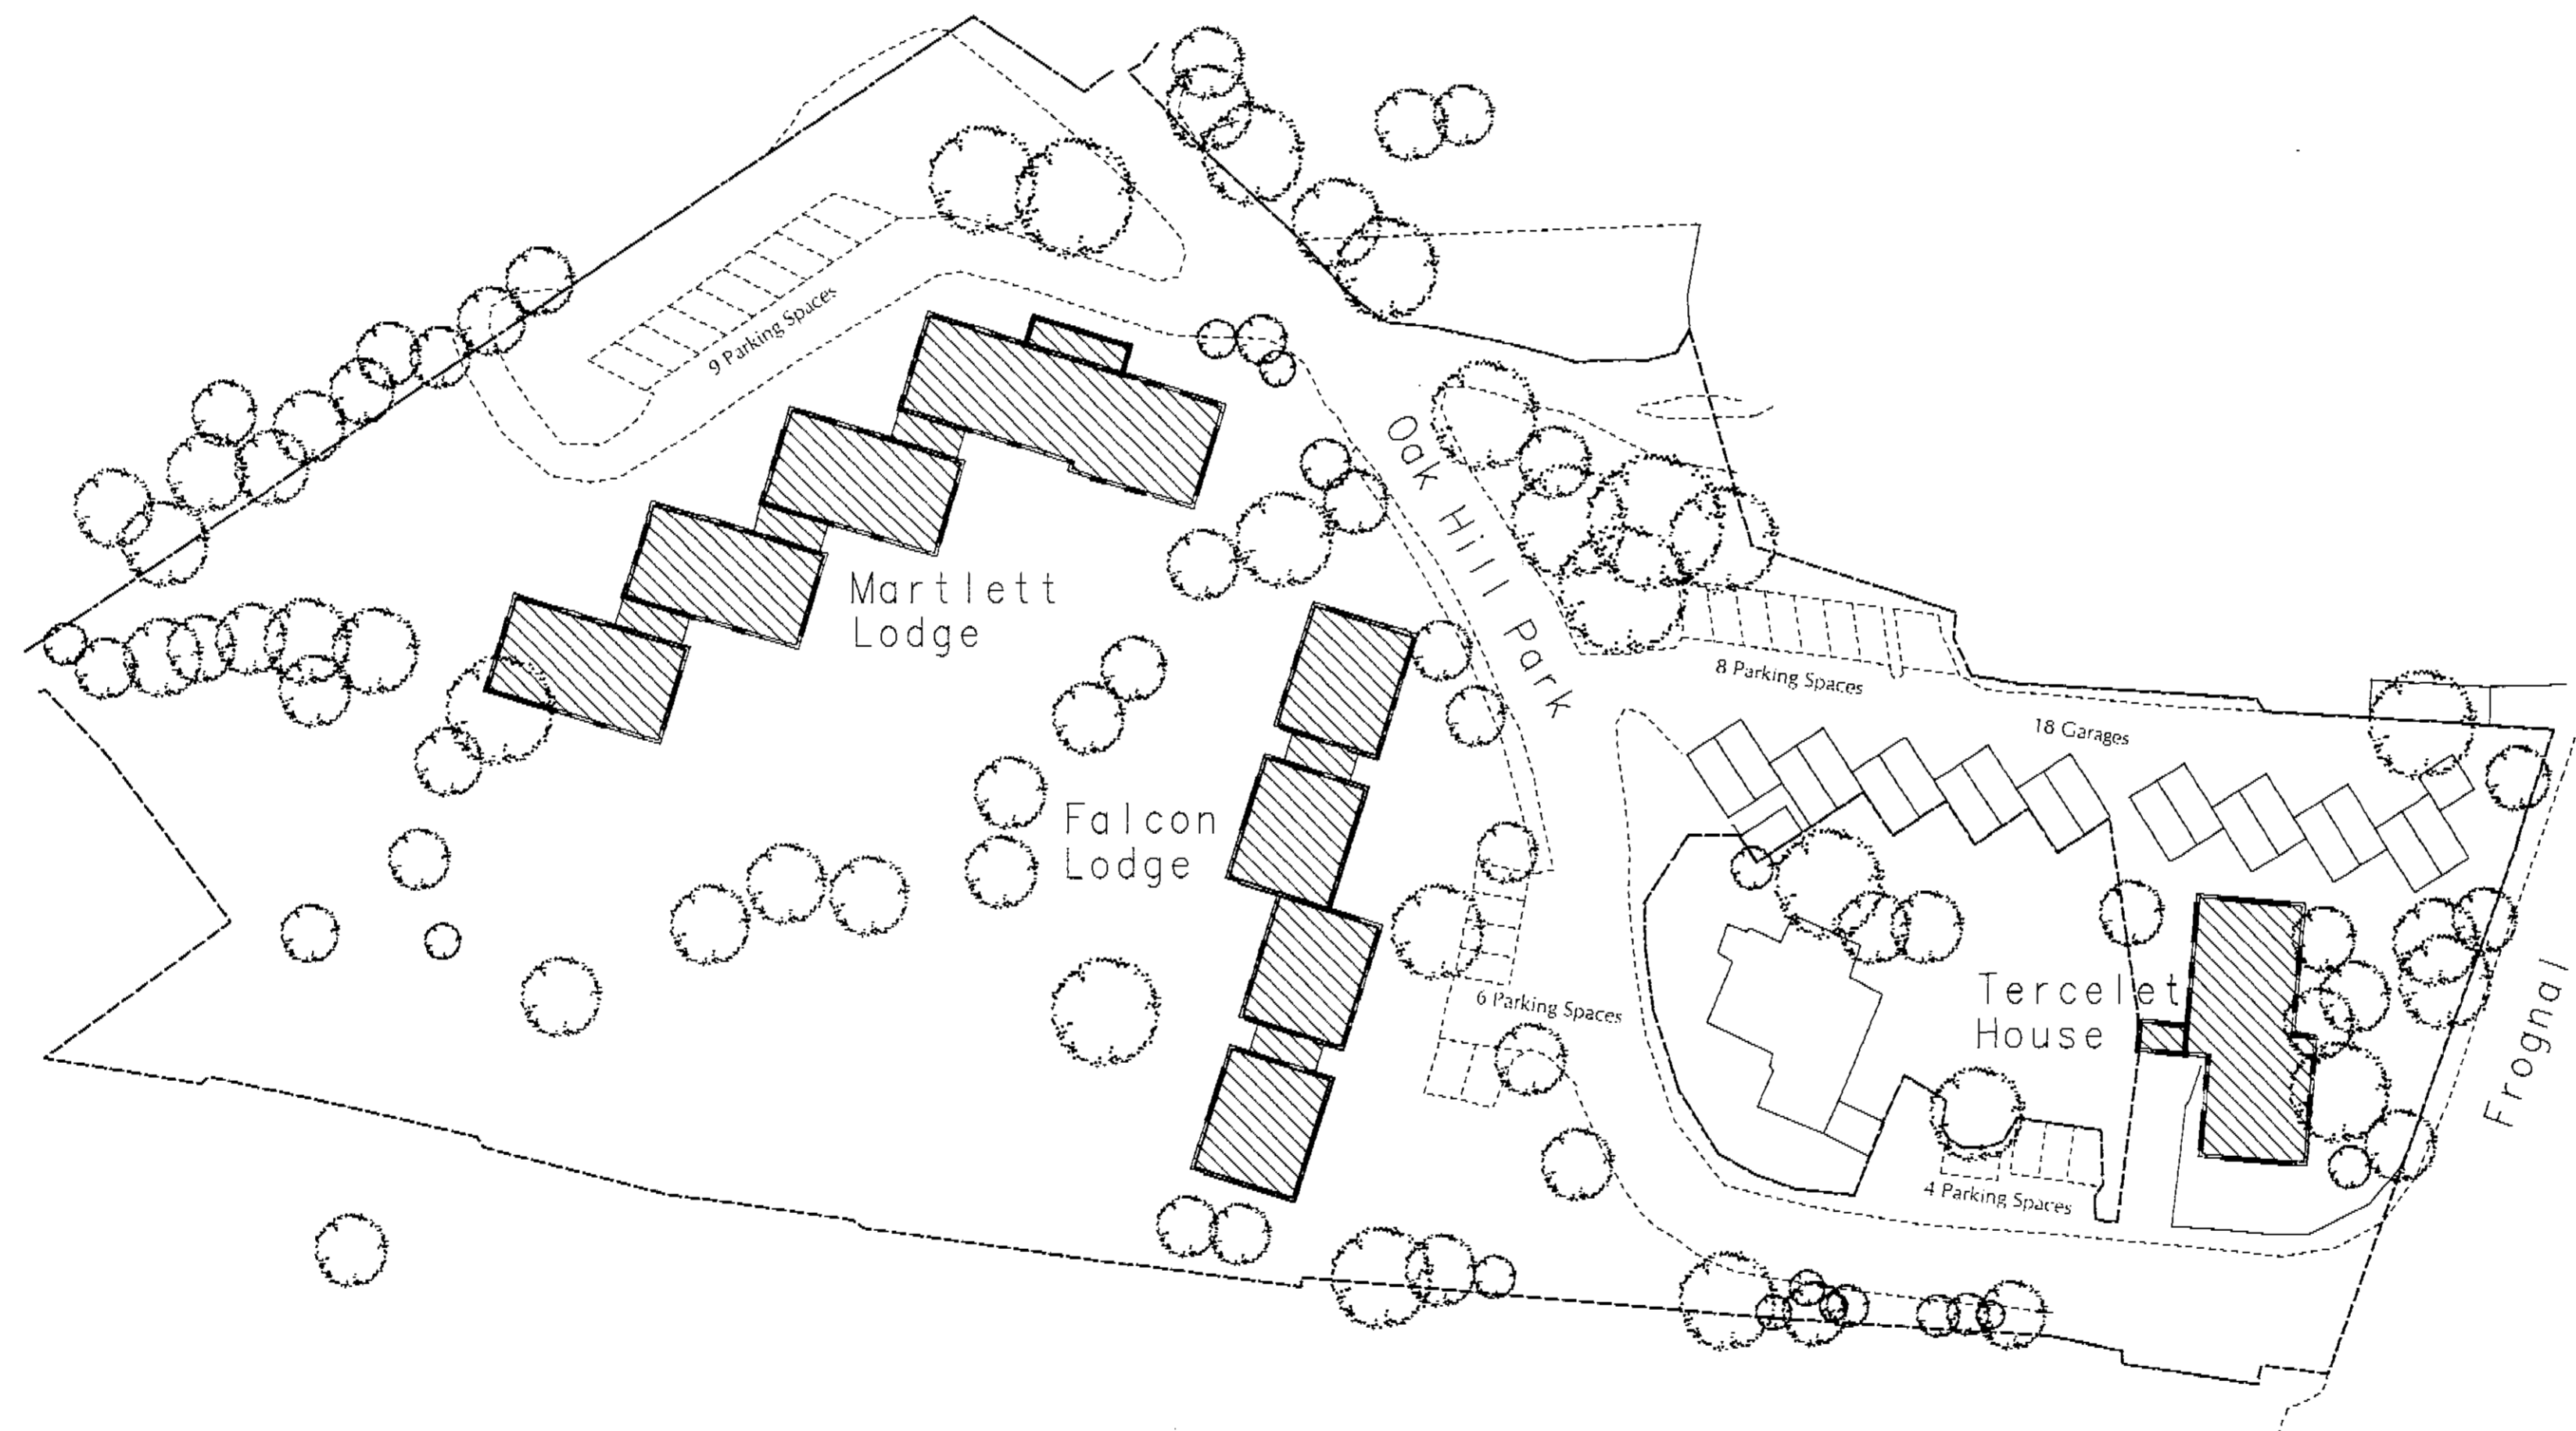 9 Parking Spaces
Oak Hill Park
Martlett
Lodge
8 Parking Spaces
18 Garages
Falcon
Lodge
6 Parking Spaces
Tercelet
House
Frognal
4 Parking Spaces